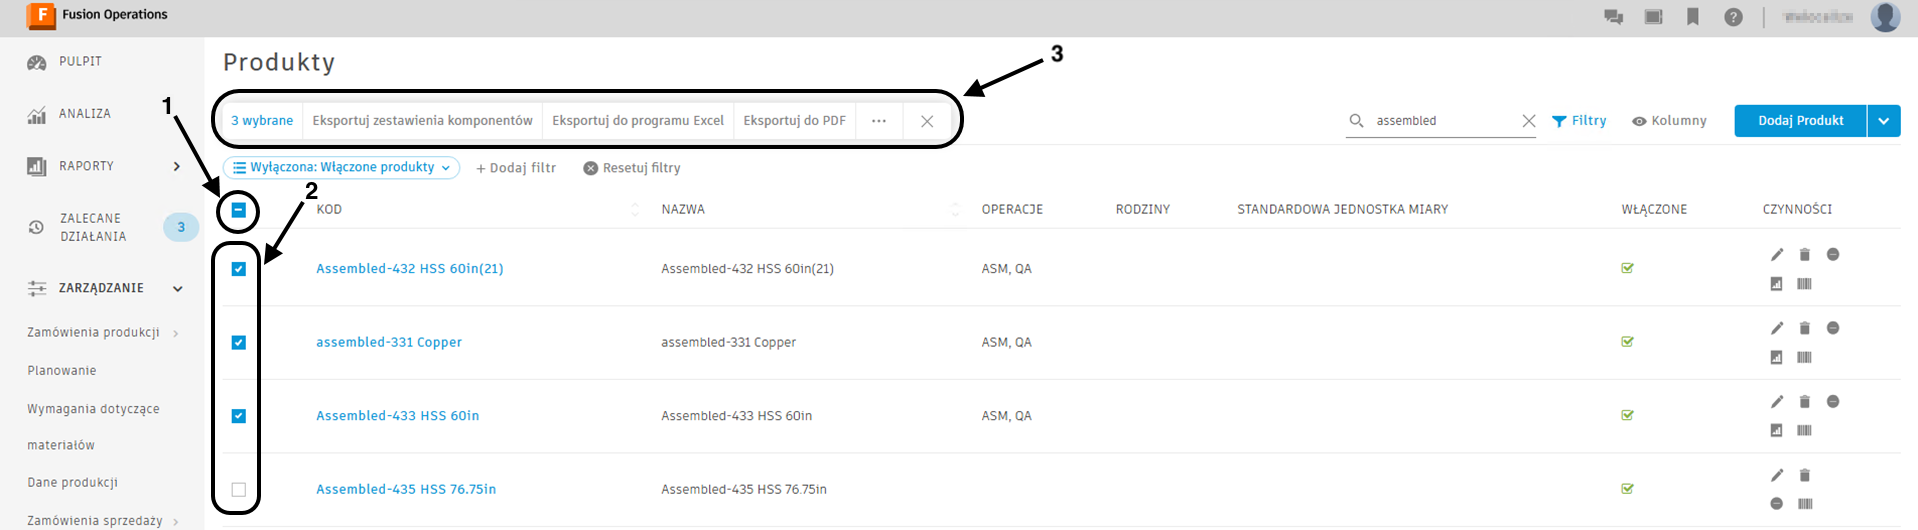 F Fusion Operations
PULPIT
ANALIZA
RAPORTY
ZALECANE
DZIAŁANIA
3
ZARZĄDZANIE
Zamówienia produkcji
Planowanie
Wymagania dotyczące
materiałów
Dane produkcji
Zamówienia sprzedaży
Produkty
3
1
3 wybrane Eksportuj zestawienia komponentów Eksportuj do programu Excel Eksportuj do PDF ...
assembled Filtry Kolumny Dodaj Produkt
Wyłączona: Włączone produkty + Dodaj filtr Resetuj filtry
2
KOD NAZWA OPERACJE RODZINY STANDARDOWA JEDNOSTKA MIARY WŁĄCZONE CZYNNOŚCI
Assembled-432 HSS 60in(21) Assembled-432 HSS 60in(21) ASM, QA
assembled-331 Copper assembled-331 Copper ASM, QA
Assembled-433 HSS 60in Assembled-433 HSS 60in ASM, QA
Assembled-435 HSS 76.75in Assembled-435 HSS 76.75in